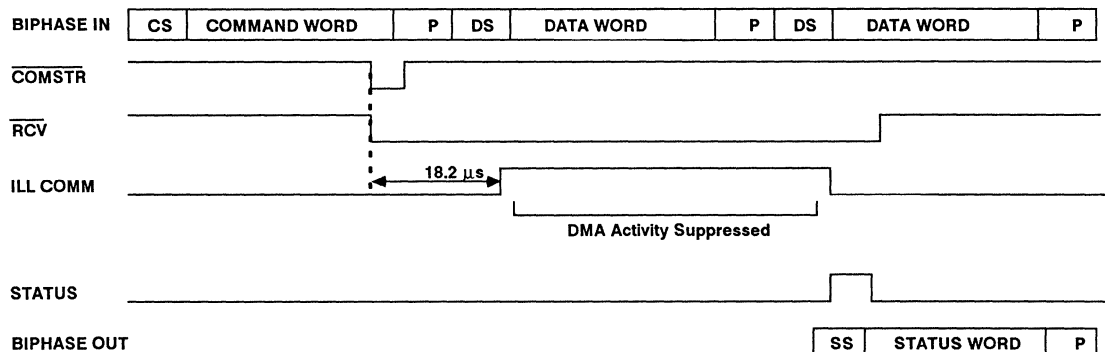 BIPHASE IN CS COMMAND WORD P DS DATA WORD P DS DATA WORD P
COMSTR
RCV
18.2 μs
ILL COMM
DMA Activity Suppressed
STATUS
BIPHASE OUT SS STATUS WORD P